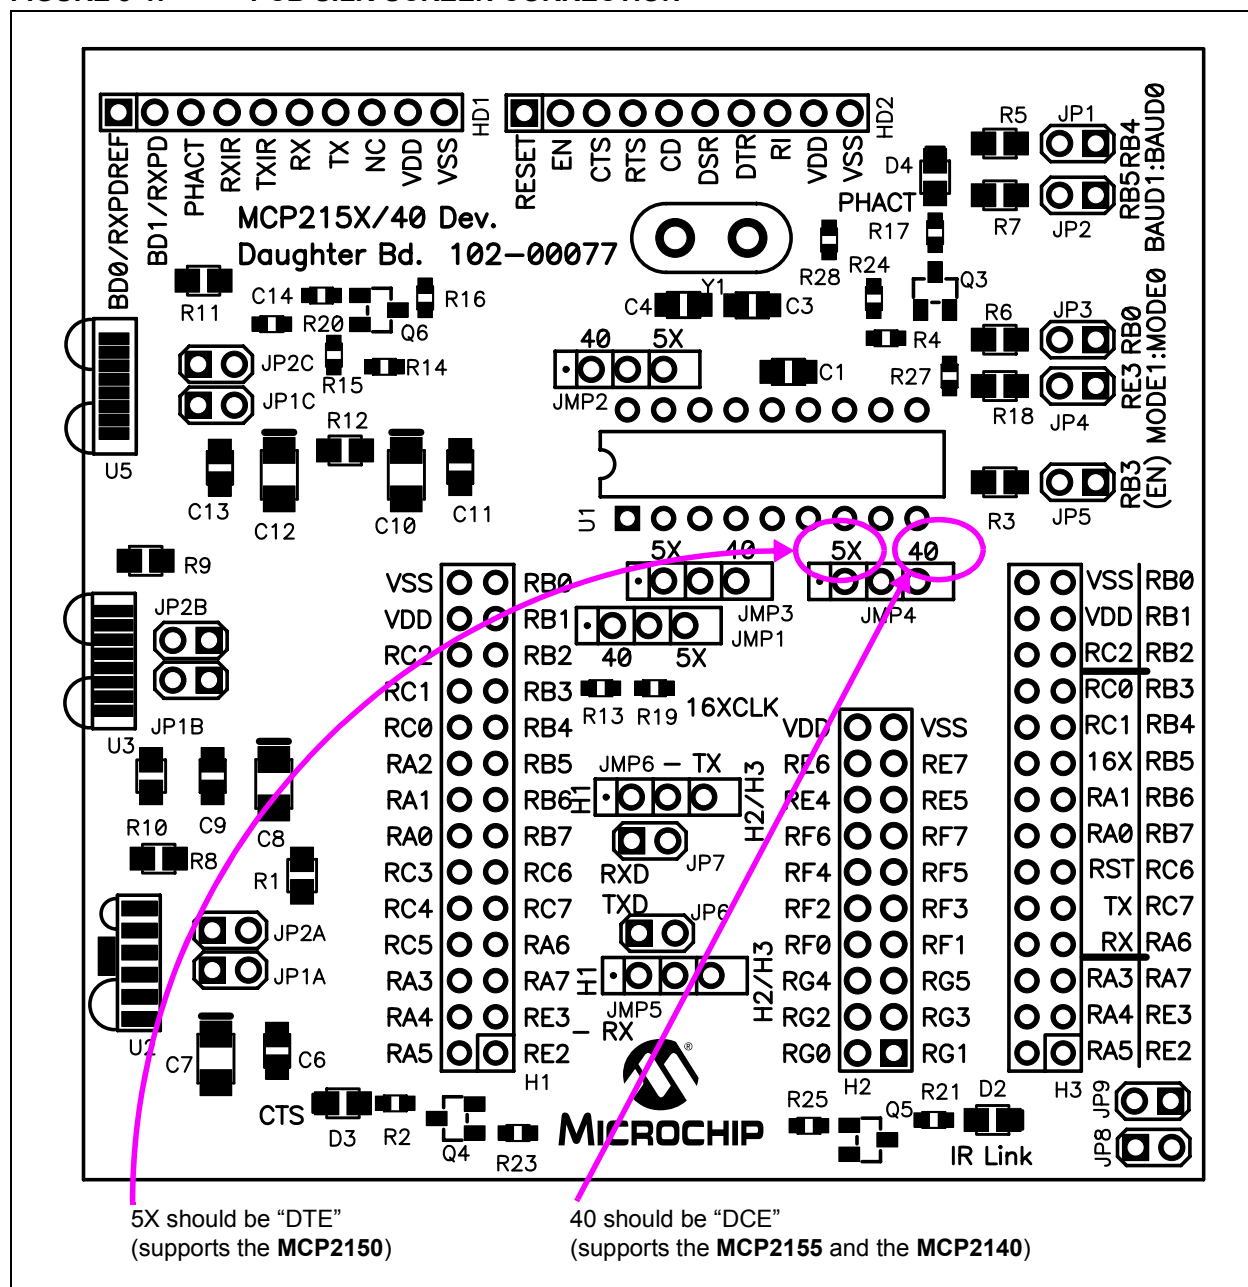 HD1
HD2
BD0/RXPDREF
BD1/RXPD
PHACT
RXIR
TXIR
RX
TX
NC
VDD
VSS
RESET
EN
CTS
RTS
CD
DSR
DTR
RI
VDD
VSS
R5
JP1
D4
PHACT
R7
JP2
RB5RB4
BAUD1:BAUD0
MCP215X/40 Dev.
Daughter Bd. 102-00077
R17
R28
R24
Q3
Y1
R11
C14
R20
Q6
R16
C4
C3
R6
JP3
R4
RE3 RB0
(EN) MODE1:MODE0
R15
R14
JP2C
JP1C
40 5X
JMP2
C1
R27
R18
JP4
R12
U5
C13
C12
C10
C11
U1
R3
JP5
RB3
R9
5X 40
5X 40
JMP3
JMP4
JMP1
40 5X
JP2B
JP1B
U3
R13
R19
16XCLK
VSS RB0
VDD RB1
RC2 RB2
RC1 RB3
RC0 RB4
RA2 RB5
RA1 RB6
RA0 RB7
RC3 RC6
RC4 RC7
RC5 RA6
RA3 RA7
RA4 RE3
RA5 RE2
H1
JMP6 – TX
H1
H2/H3
JP7
RXD
TXD
JP6
H1
H2/H3
JMP5
– RX
VDD VSS
RE6 RE7
RE4 RE5
RF6 RF7
RF4 RF5
RF2 RF3
RF0 RF1
RG4 RG5
RG2 RG3
RG0 RG1
H2
VSS RB0
VDD RB1
RC2 RB2
RC0 RB3
RC1 RB4
16X RB5
RA1 RB6
RA0 RB7
RST RC6
TX RC7
RX RA6
RA3 RA7
RA4 RE3
RA5 RE2
H3
R10
C9
C8
R8
R1
JP2A
JP1A
U2
C7
C6
CTS
D3
R2
Q4
R23
®
MICROCHIP
R25
Q5
R21
D2
IR Link
JP9
JP8
5X should be “DTE”
(supports the MCP2150)
40 should be “DCE”
(supports the MCP2155 and the MCP2140)